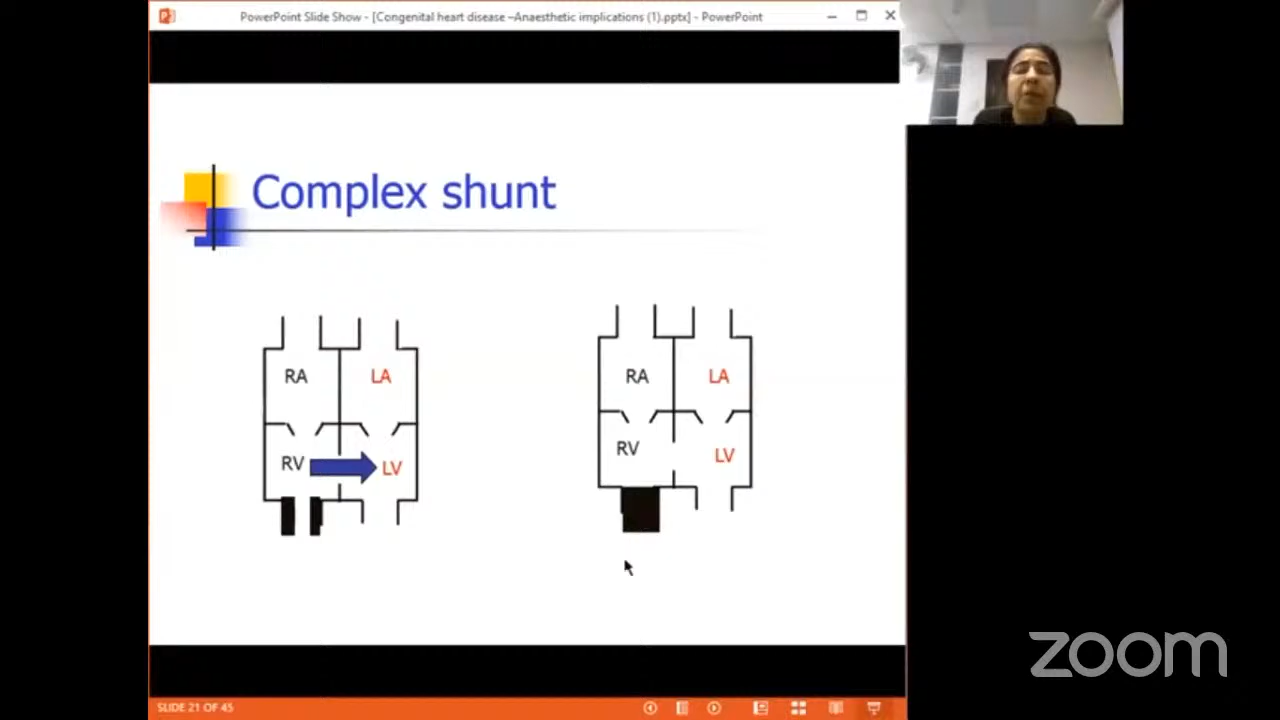 PowerPoint Slide Show - [Congenital heart disease –Anaesthetic implications (1).pptx] - PowerPoint
Complex shunt
RA LA
RV LV
RA LA
RV LV
SLIDE 21 OF 45
zoom